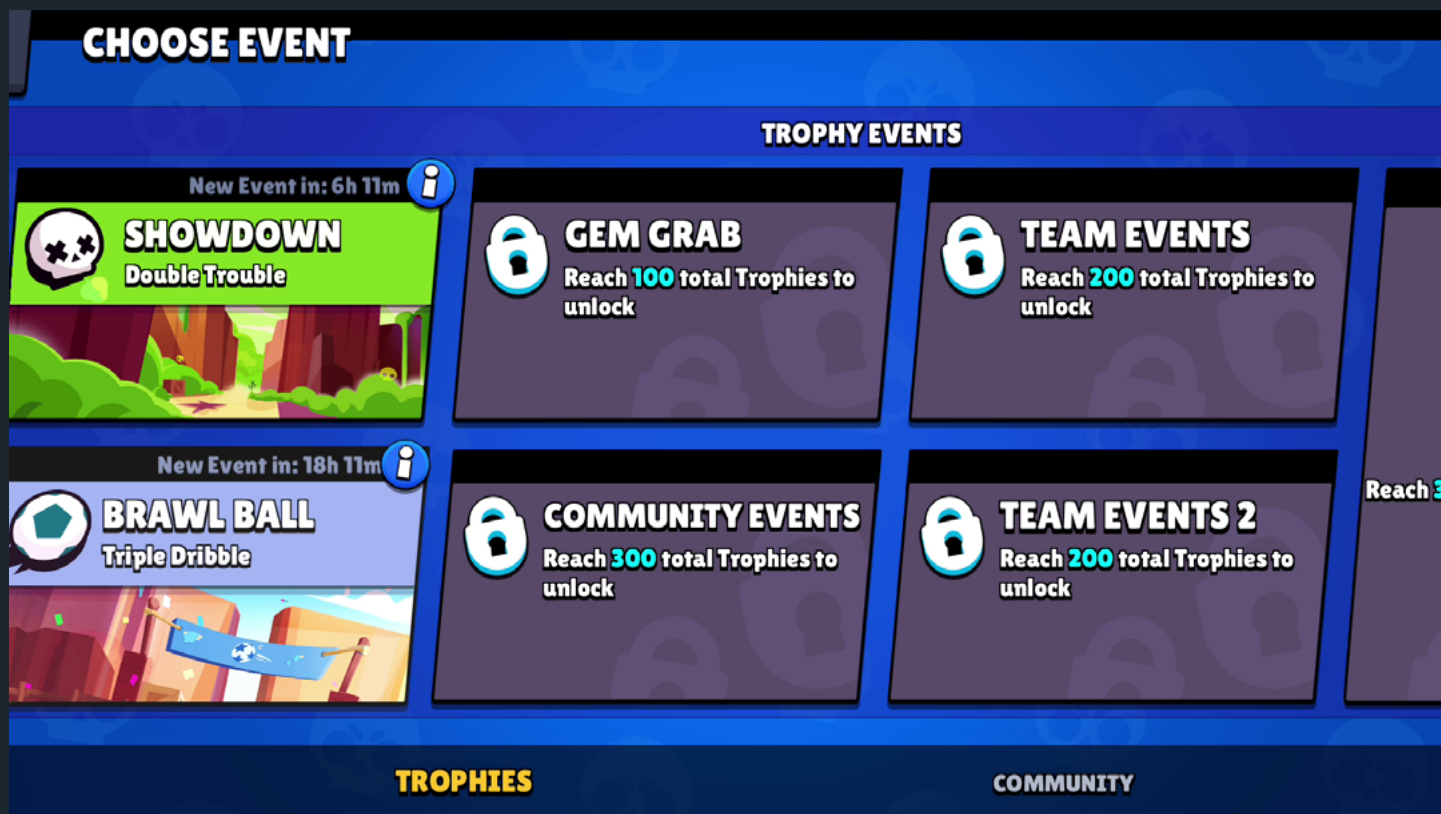 CHOOSE EVENT
TROPHY EVENTS
New Event in: 6h 11m
SHOWDOWN
Double Trouble
GEM GRAB
Reach 100 total Trophies to
unlock
TEAM EVENTS
Reach 200 total Trophies to
unlock
New Event in: 18h 11m
BRAWL BALL
Triple Dribble
COMMUNITY EVENTS
Reach 300 total Trophies to
unlock
TEAM EVENTS 2
Reach 200 total Trophies to
unlock
Reach
TROPHIES
COMMUNITY